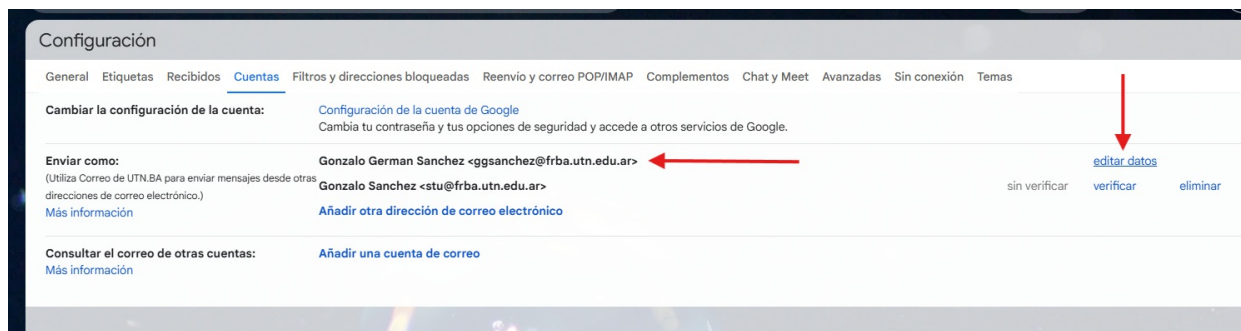 Configuración
General Etiquetas Recibidos Cuentas Filtros y direcciones bloqueadas Reenvío y correo POP/IMAP Complementos Chat y Meet Avanzadas Sin conexión Temas
Cambiar la configuración de la cuenta:
Configuración de la cuenta de Google
Cambia tu contraseña y tus opciones de seguridad y accede a otros servicios de Google.
Enviar como:
(Utiliza Correo de UTN.BA para enviar mensajes desde otras
direcciones de correo electrónico.)
Más información
Gonzalo German Sanchez <ggsanchez@frba.utn.edu.ar>
editar datos
Gonzalo Sanchez <stu@frba.utn.edu.ar>
sin verificar verificar eliminar
Añadir otra dirección de correo electrónico
Consultar el correo de otras cuentas:
Más información
Añadir una cuenta de correo